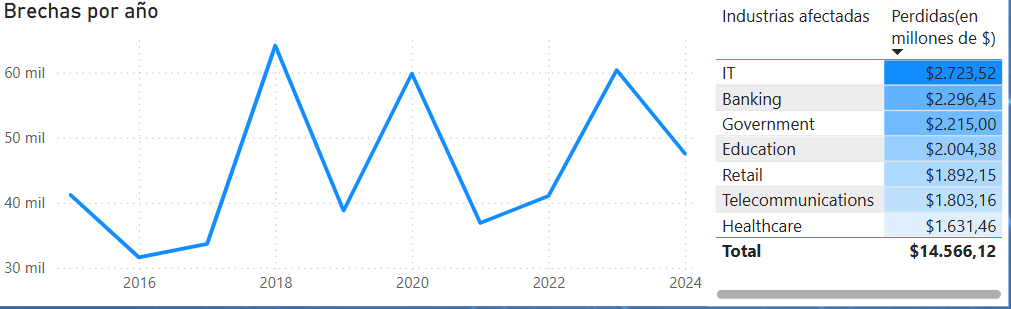 Brechas por año
60 mil
50 mil
40 mil
30 mil
2016 2018 2020 2022 2024
Industrias afectadas Perdidas(en
millones de $)
IT $2.723,52
Banking $2.296,45
Government $2.215,00
Education $2.004,38
Retail $1.892,15
Telecommunications $1.803,16
Healthcare $1.631,46
Total $14.566,12